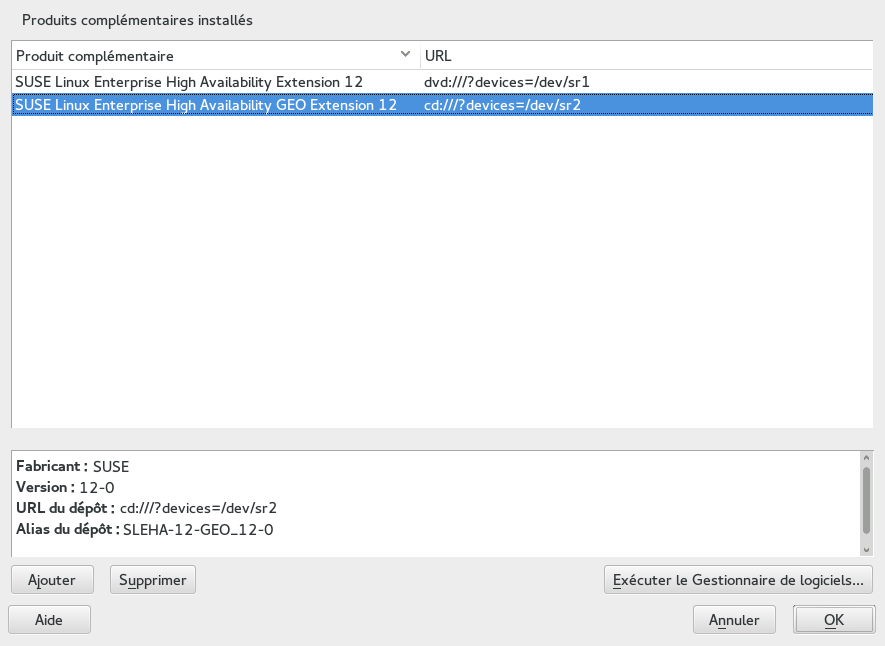 Produits complémentaires installés
Produit complémentaire URL
SUSE Linux Enterprise High Availability Extension 12 dvd:///?devices=/dev/sr1
SUSE Linux Enterprise High Availability GEO Extension 12 cd:///?devices=/dev/sr2
Fabricant : SUSE
Version : 12-0
URL du dépôt : cd:///?devices=/dev/sr2
Alias du dépôt : SLEHA-12-GEO_12-0
Ajouter Supprimer Exécuter le Gestionnaire de logiciels...
Aide Annuler OK